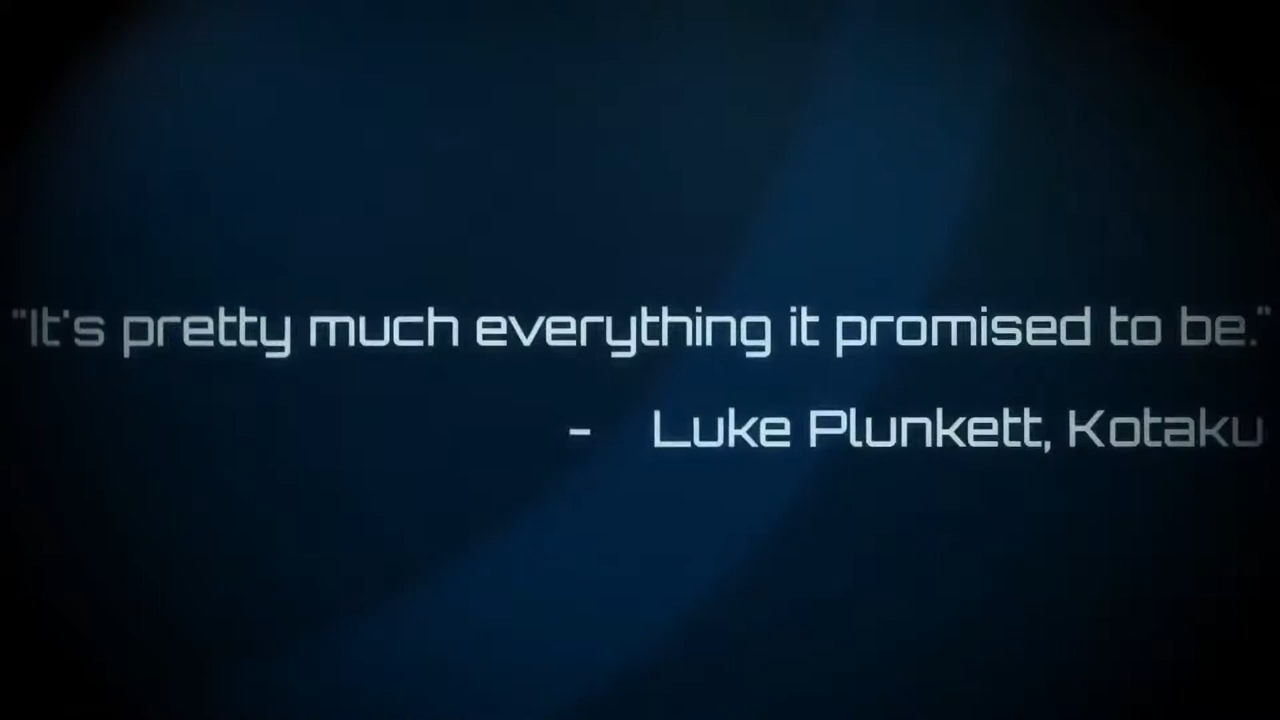 "It's pretty much everything it promised to be."
- Luke Plunkett, Kotaku